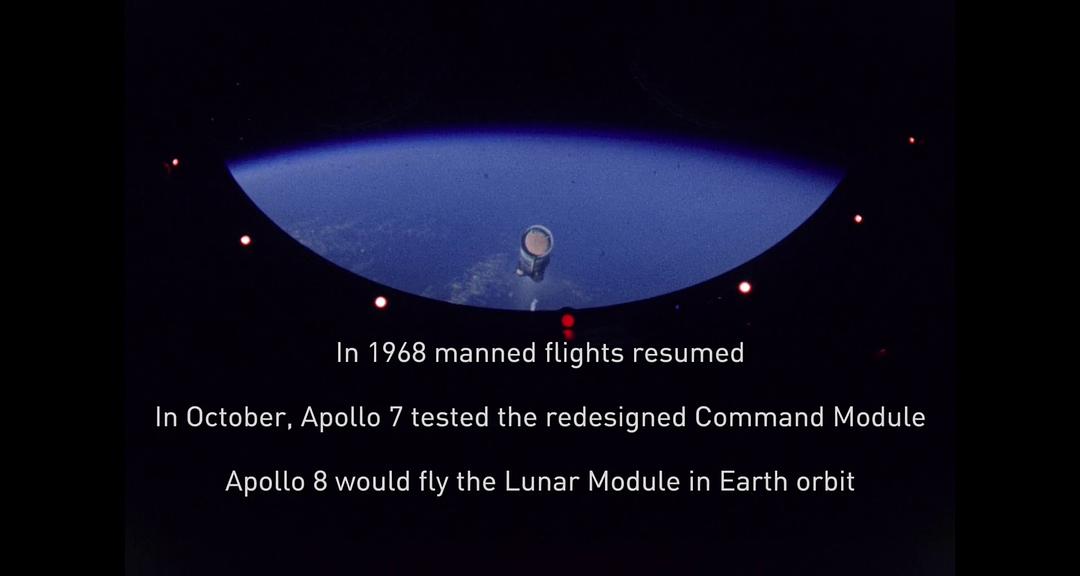 In 1968 manned flights resumed
In October, Apollo 7 tested the redesigned Command Module
Apollo 8 would fly the Lunar Module in Earth orbit